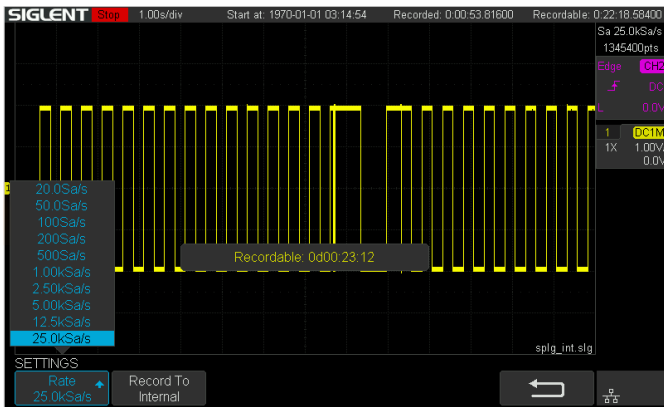 SIGLENT Stop 1.00s/div Start at: 1970-01-01 03:14:54 Recorded: 0:00:53.81600 Recordable: 0:22:18.58400
Sa 25.0kSa/s
1345400pts
Edge CH2
DC
L 0.0V
1 DC1M
1X 1.00V/
0.0V
1
20.0Sa/s
50.0Sa/s
100Sa/s
200Sa/s
500Sa/s
1.00kSa/s
2.50kSa/s
5.00kSa/s
12.5kSa/s
25.0kSa/s
Recordable: 0d00:23:12
splg_int.slg
SETTINGS
Rate
25.0kSa/s
Record To
Internal